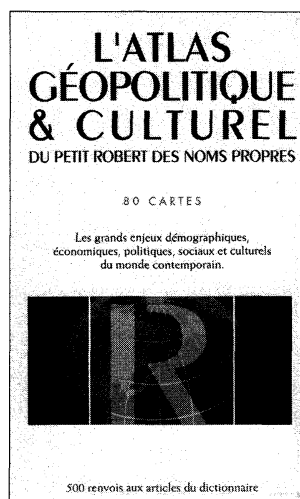 L'ATLAS
GÉOPOLITIQUE
& CULTUREL
DU PETIT ROBERT DES NOMS PROPRES
80 CARTES
Les grands enjeux démographiques,
économiques, politiques, sociaux et culturels
du monde contemporain.
R
500 renvois aux articles du dictionnaire